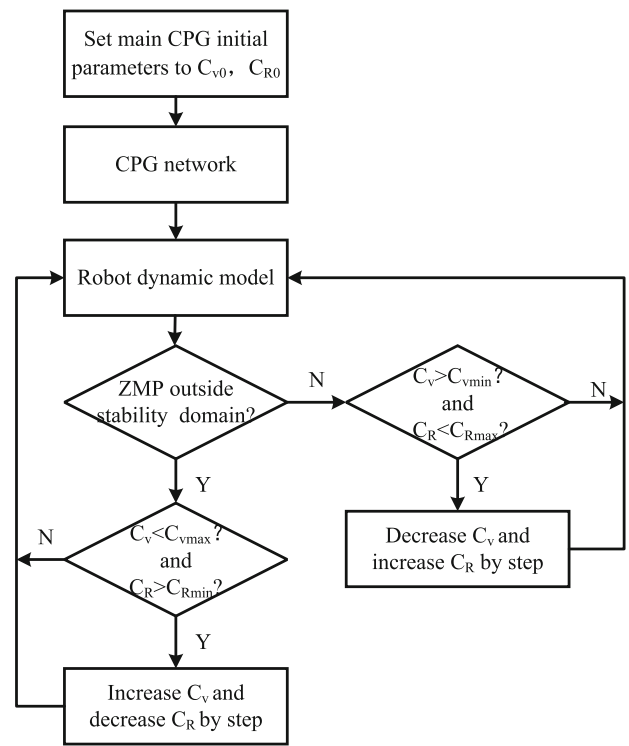 Set main CPG initial
parameters to Cv0， CR0
CPG network
Robot dynamic model
ZMP outside
stability domain?
N
Cv>Cvmin?
and
CR<CRmax?
N
Y
Y
Decrease Cv and
increase CR by step
N
Cv<Cvmax?
and
CR>CRmin?
Y
Increase Cv and
decrease CR by step